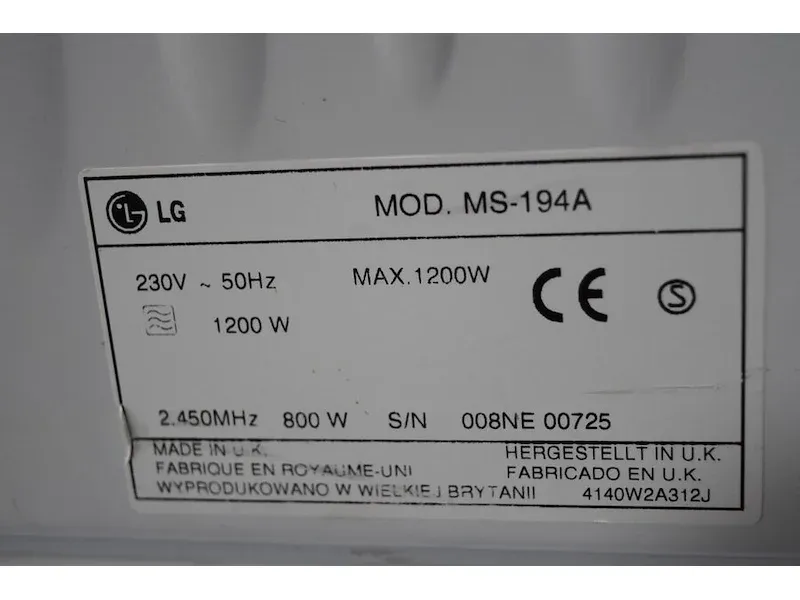 LG MOD. MS-194A
230V ~ 50Hz MAX.1200W
CE S
1200 W
2.450MHz 800 W S/N 008NE 00725
MADE IN U.K. HERGESTELLT IN U.K.
FABRIQUE EN ROYAUME-UNI FABRICADO EN U.K.
WYPRODUKOWANO W WIELKIEJ BRYTANII 4140W2A312J